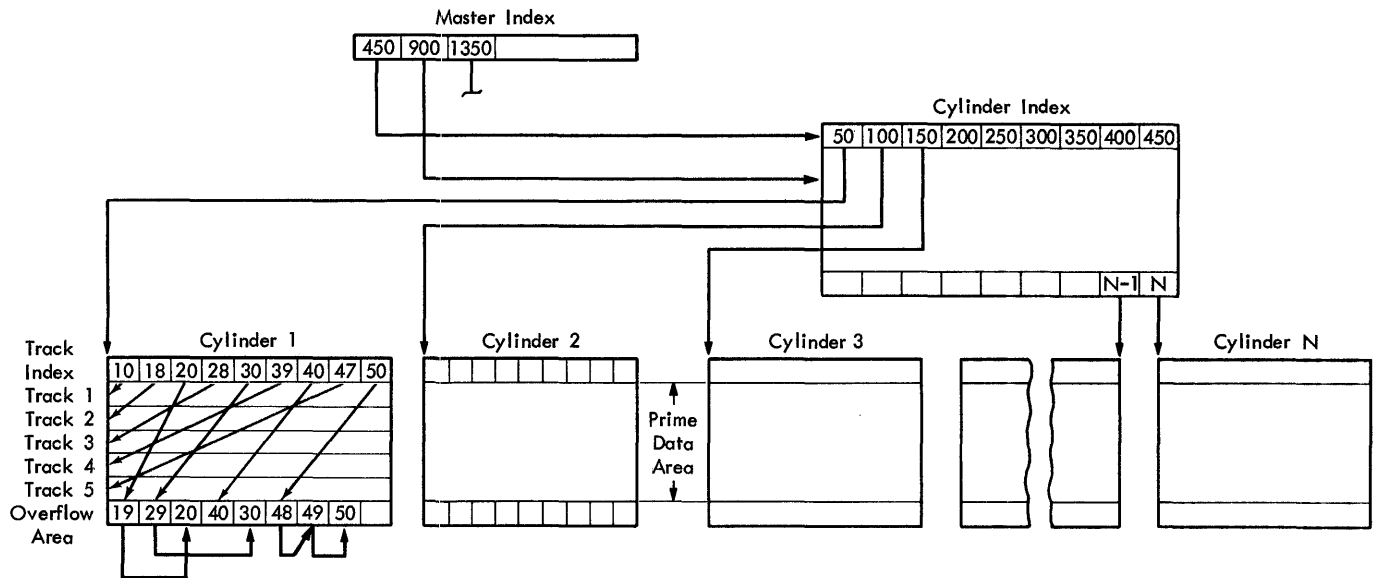 Master Index
450 900 1350
Cylinder Index
50 100 150 200 250 300 350 400 450
N-1 N
Cylinder 1
Cylinder 2
Cylinder 3
Cylinder N
Track
Index
10 18 20 28 30 39 40 47 50
Track 1
Track 2
Track 3
Track 4
Track 5
Overflow
Area
19 29 20 40 30 48 49 50
Prime
Data
Area